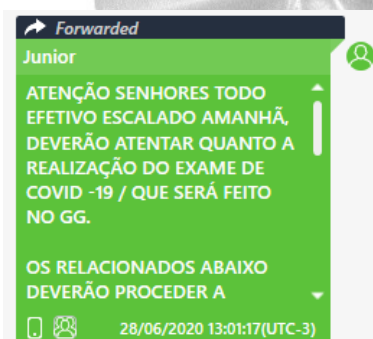 Forwarded
Junior
ATENÇÃO SENHORES TODO
EFETIVO ESCALADO AMANHÃ,
DEVERÃO ATENTAR QUANTO A
REALIZAÇÃO DO EXAME DE
COVID -19 / QUE SERÁ FEITO
NO GG.
OS RELACIONADOS ABAIXO
DEVERÃO PROCEDER A
28/06/2020 13:01:17(UTC-3)